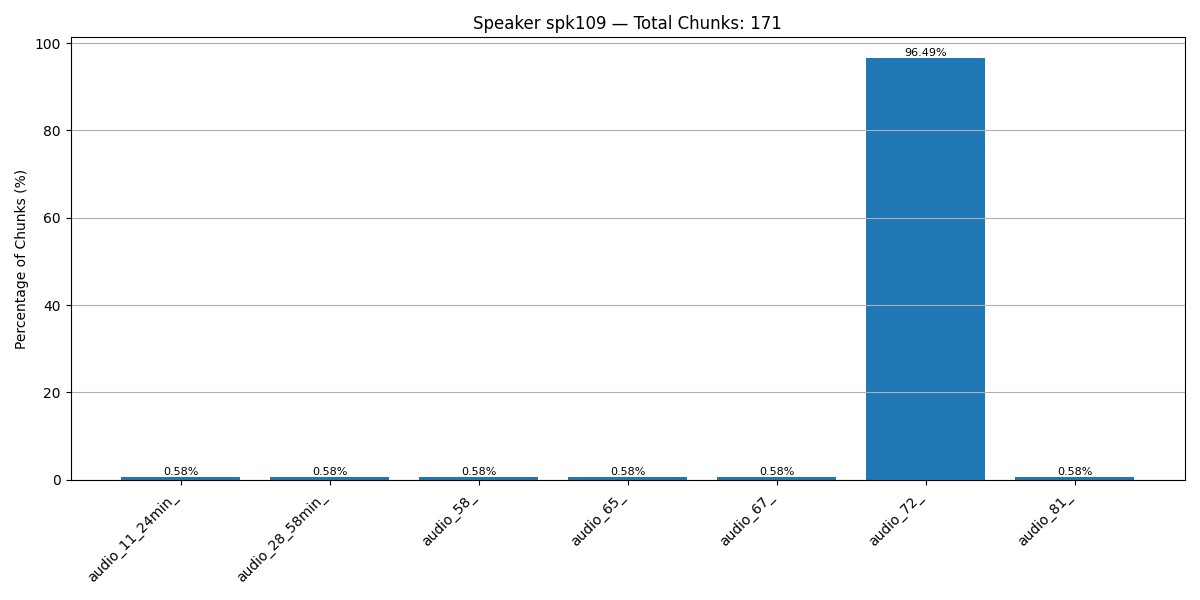 Speaker spk109 — Total Chunks: 171
Percentage of Chunks (%)
100
80
60
40
20
0
0.58%
0.58%
0.58%
0.58%
0.58%
96.49%
0.58%
audio_11_24min_
audio_28_58min_
audio_58_
audio_65_
audio_67_
audio_72_
audio_81_